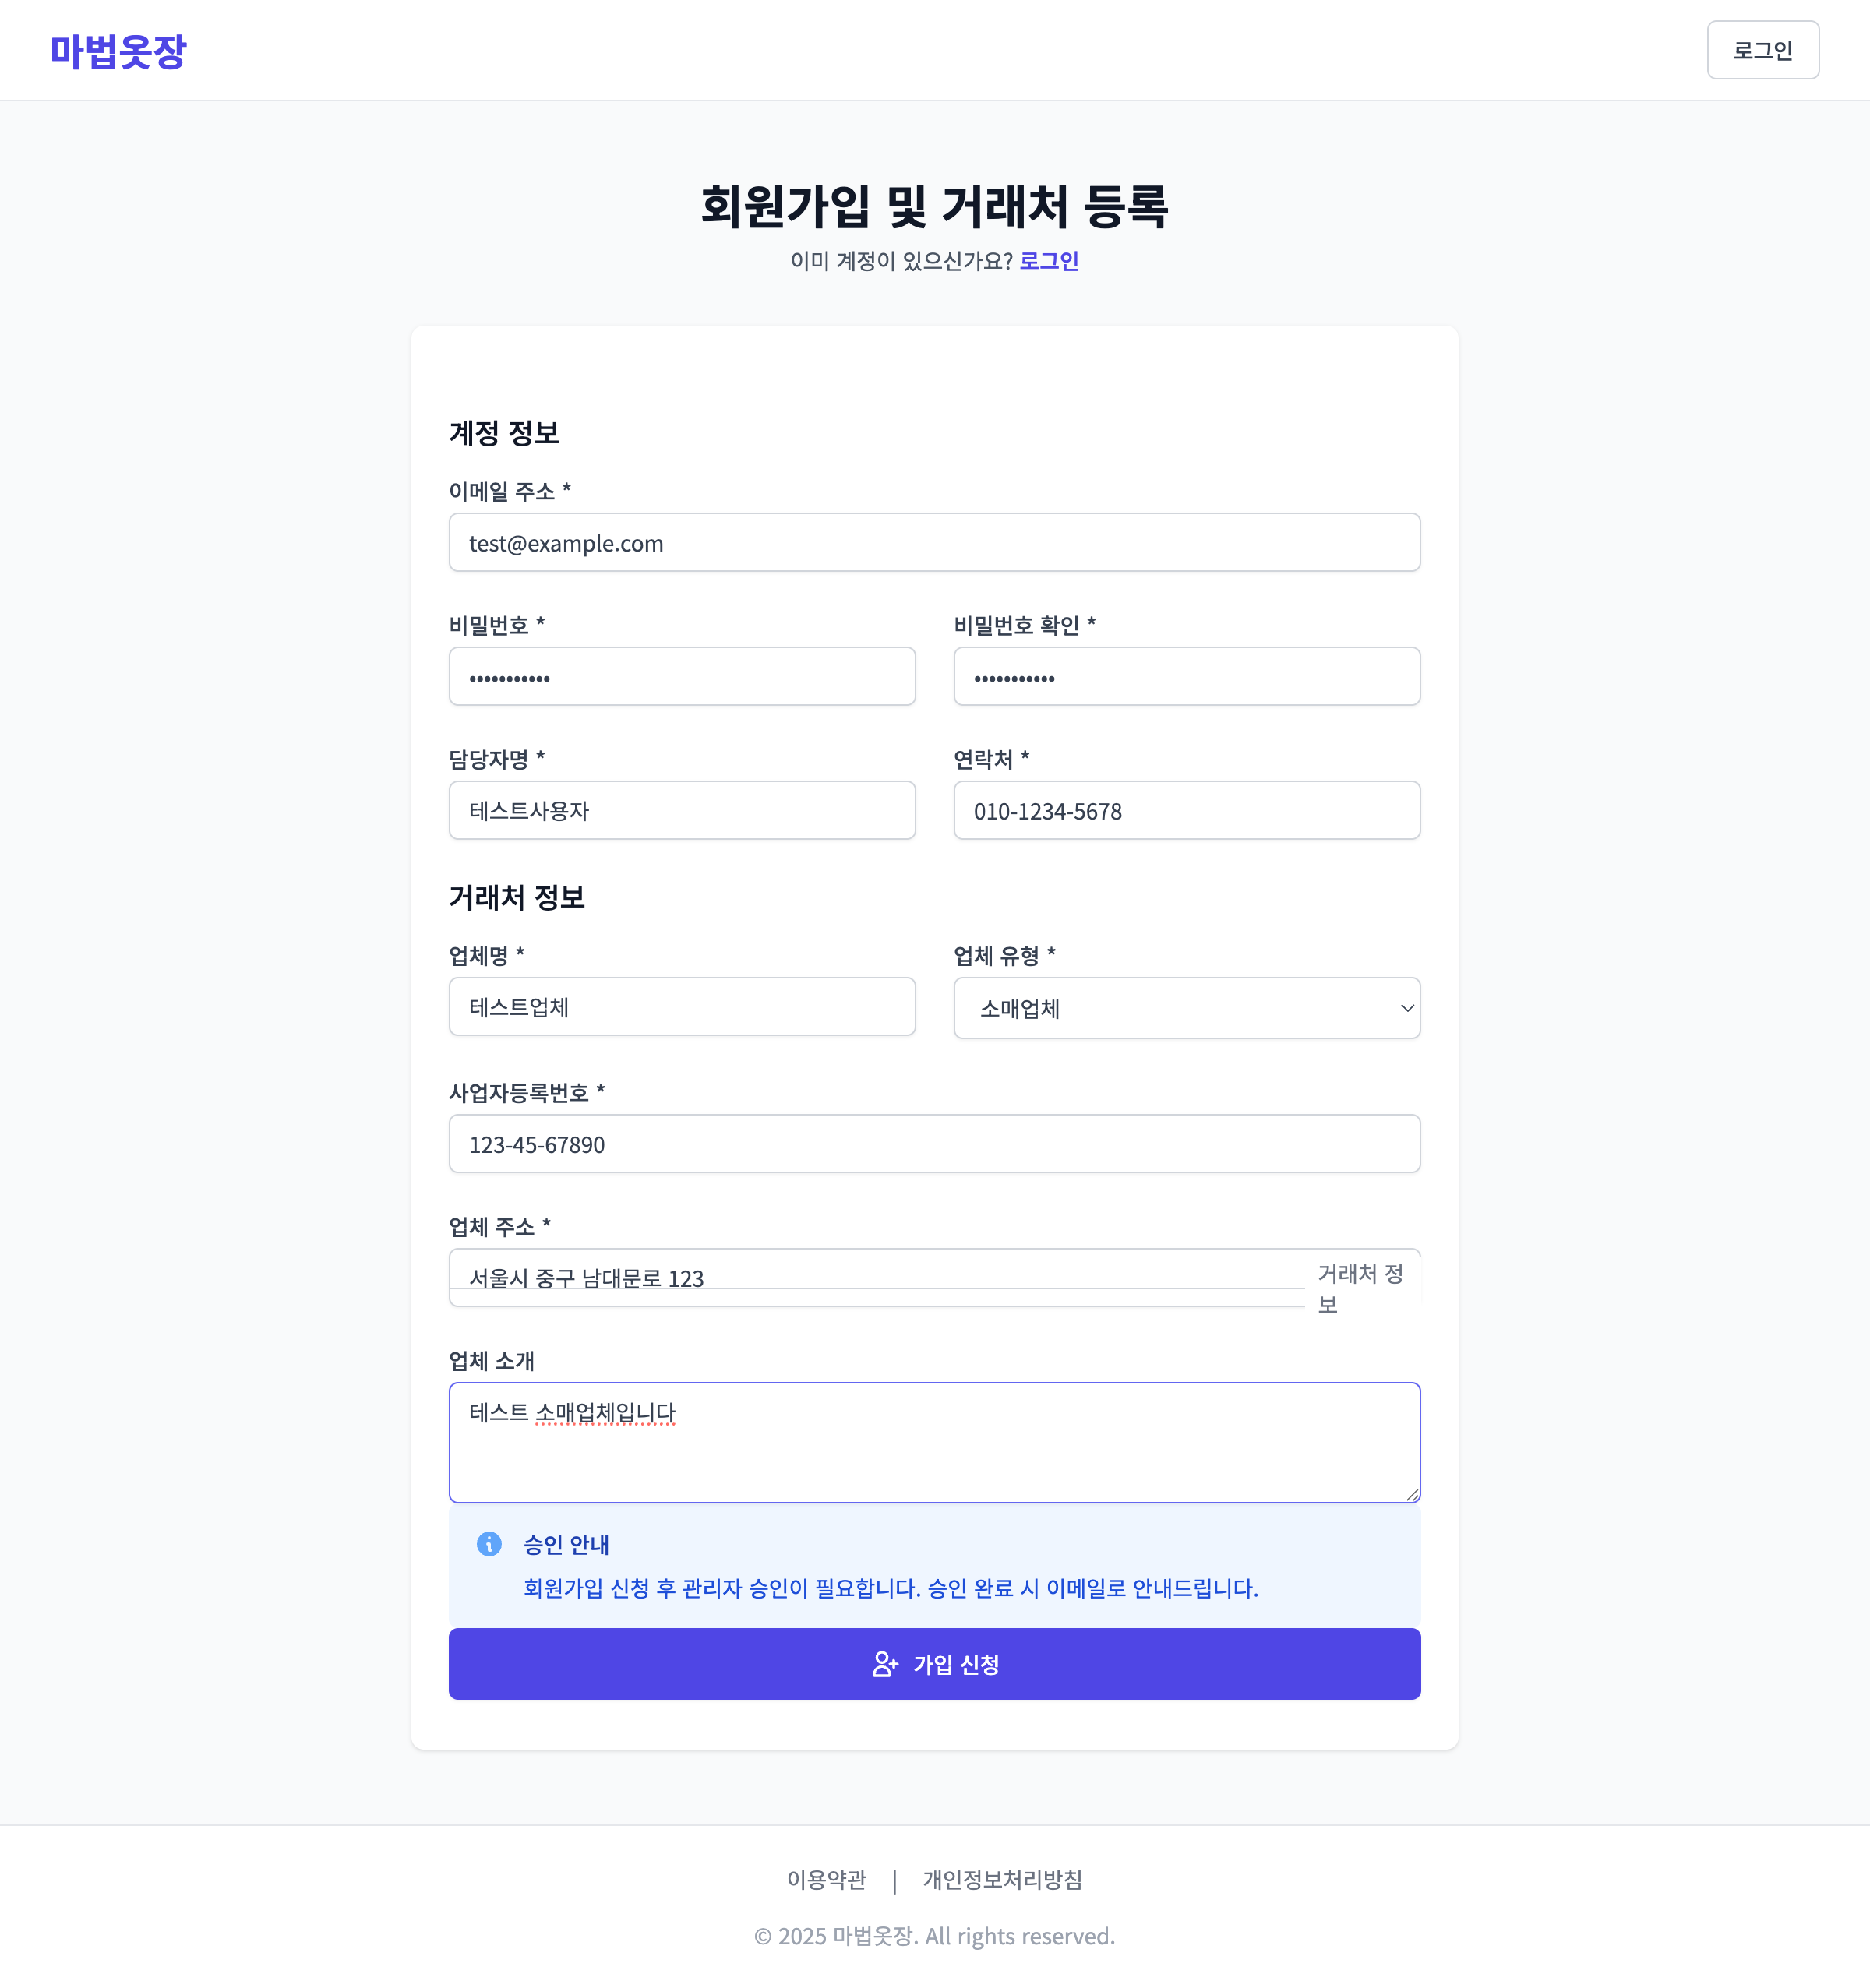 마법옷장
로그인
회원가입 및 거래처 등록
이미 계정이 있으신가요? 로그인
계정 정보
이메일 주소 *
test@example.com
비밀번호 *
비밀번호 확인 *
•••••••••••
•••••••••••
담당자명 *
연락처 *
테스트사용자
010-1234-5678
거래처 정보
업체명 *
업체 유형 *
테스트업체
소매업체
사업자등록번호 *
123-45-67890
업체 주소 *
서울시 중구 남대문로 123
거래처 정
보
업체 소개
테스트 소매업체입니다
승인 안내
회원가입 신청 후 관리자 승인이 필요합니다. 승인 완료 시 이메일로 안내드립니다.
가입 신청
이용약관 | 개인정보처리방침
© 2025 마법옷장. All rights reserved.